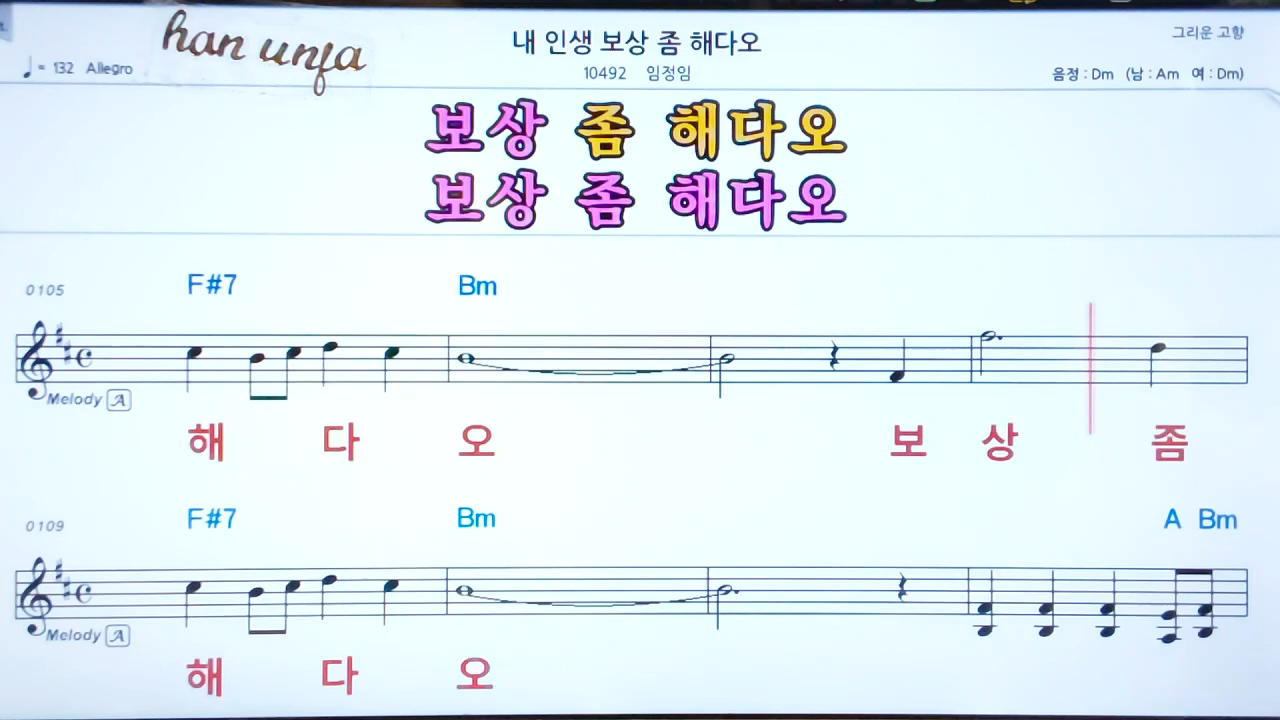 han unfa
내 인생 보상 좀 해다오
그리운 고향
♩= 132 Allegro
10492 임정임
음정 : Dm (남 : Am 여 : Dm)
보상 좀 해다오
보상 좀 해다오
0105 F#7 Bm
Melody A
해 다 오 보 상 좀
0109 F#7 Bm A Bm
Melody A
해 다 오